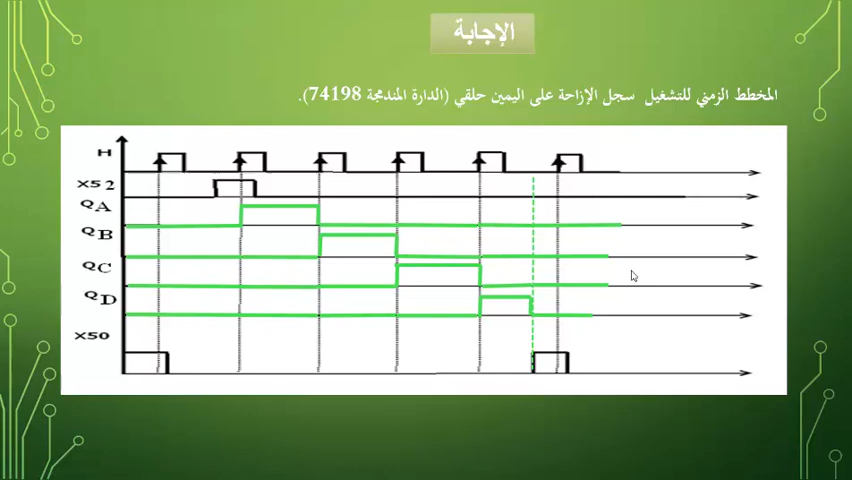 الإجابة
المخطط الزمني للتشغيل سجل الإزاحة على اليمين حلقي (الدارة المندمجة 74198).
H
X52
QA
QB
QC
QD
X50